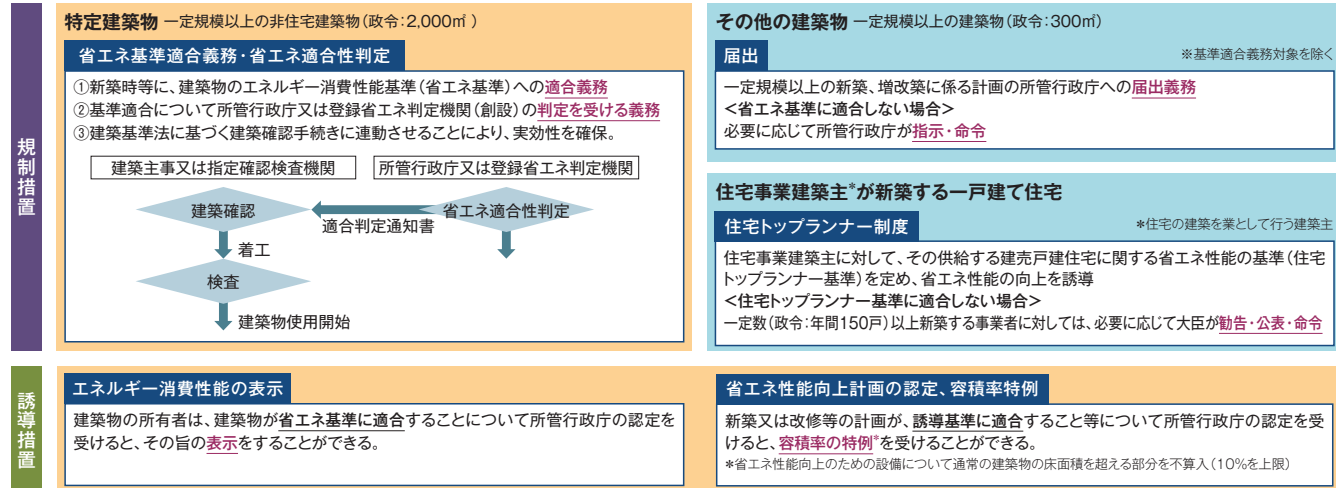 規制措置
特定建築物 一定規模以上の非住宅建築物(政令:2,000㎡)
省エネ基準適合義務・省エネ適合性判定
①新築時等に、建築物のエネルギー消費性能基準(省エネ基準)への適合義務
②基準適合について所管行政庁又は登録省エネ判定機関(創設)の判定を受ける義務
③建築基準法に基づく建築確認手続きに連動させることにより、実効性を確保。
建築主事又は指定確認検査機関
所管行政庁又は登録省エネ判定機関
建築確認
省エネ適合性判定
適合判定通知書
着工
検査
建築物使用開始
その他の建築物 一定規模以上の建築物(政令:300㎡)
届出
※基準適合義務対象を除く
一定規模以上の新築、増改築に係る計画の所管行政庁への届出義務
<省エネ基準に適合しない場合>
必要に応じて所管行政庁が指示・命令
住宅事業建築主*が新築する一戸建て住宅
住宅トップランナー制度
*住宅の建築を業として行う建築主
住宅事業建築主に対して、その供給する建売戸建住宅に関する省エネ性能の基準(住宅
トップランナー基準)を定め、省エネ性能の向上を誘導
<住宅トップランナー基準に適合しない場合>
一定数(政令:年間150戸)以上新築する事業者に対しては、必要に応じて大臣が勧告・公表・命令
誘導措置
エネルギー消費性能の表示
建築物の所有者は、建築物が省エネ基準に適合することについて所管行政庁の認定を
受けると、その旨の表示をすることができる。
省エネ性能向上計画の認定、容積率特例
新築又は改修等の計画が、誘導基準に適合すること等について所管行政庁の認定を受
けると、容積率の特例*を受けることができる。
*省エネ性能向上のための設備について通常の建築物の床面積を超える部分を不算入(10%を上限)